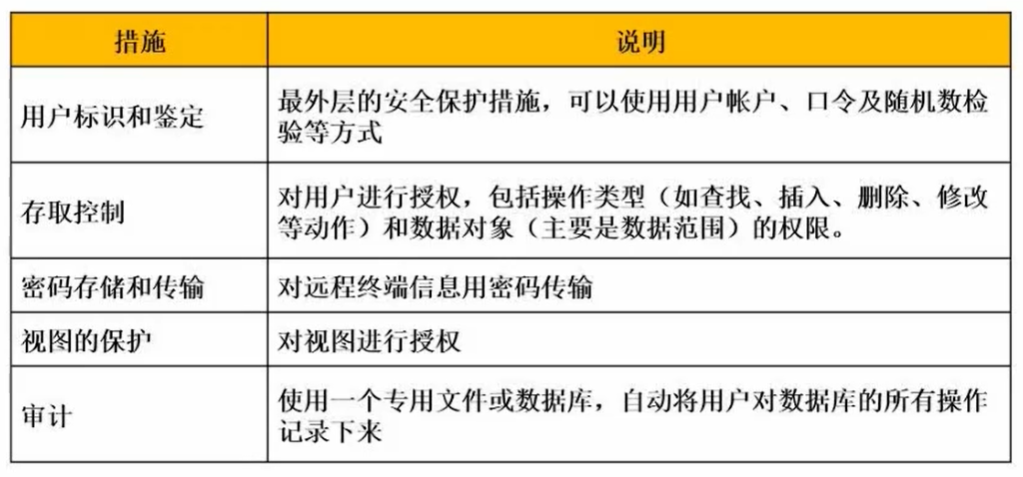 措施
说明
用户标识和鉴定
最外层的安全保护措施，可以使用用户帐户、口令及随机数检
验等方式
存取控制
对用户进行授权，包括操作类型（如查找、插入、删除、修改
等动作）和数据对象（主要是数据范围）的权限。
密码存储和传输
对远程终端信息用密码传输
视图的保护
对视图进行授权
审计
使用一个专用文件或数据库，自动将用户对数据库的所有操作
记录下来